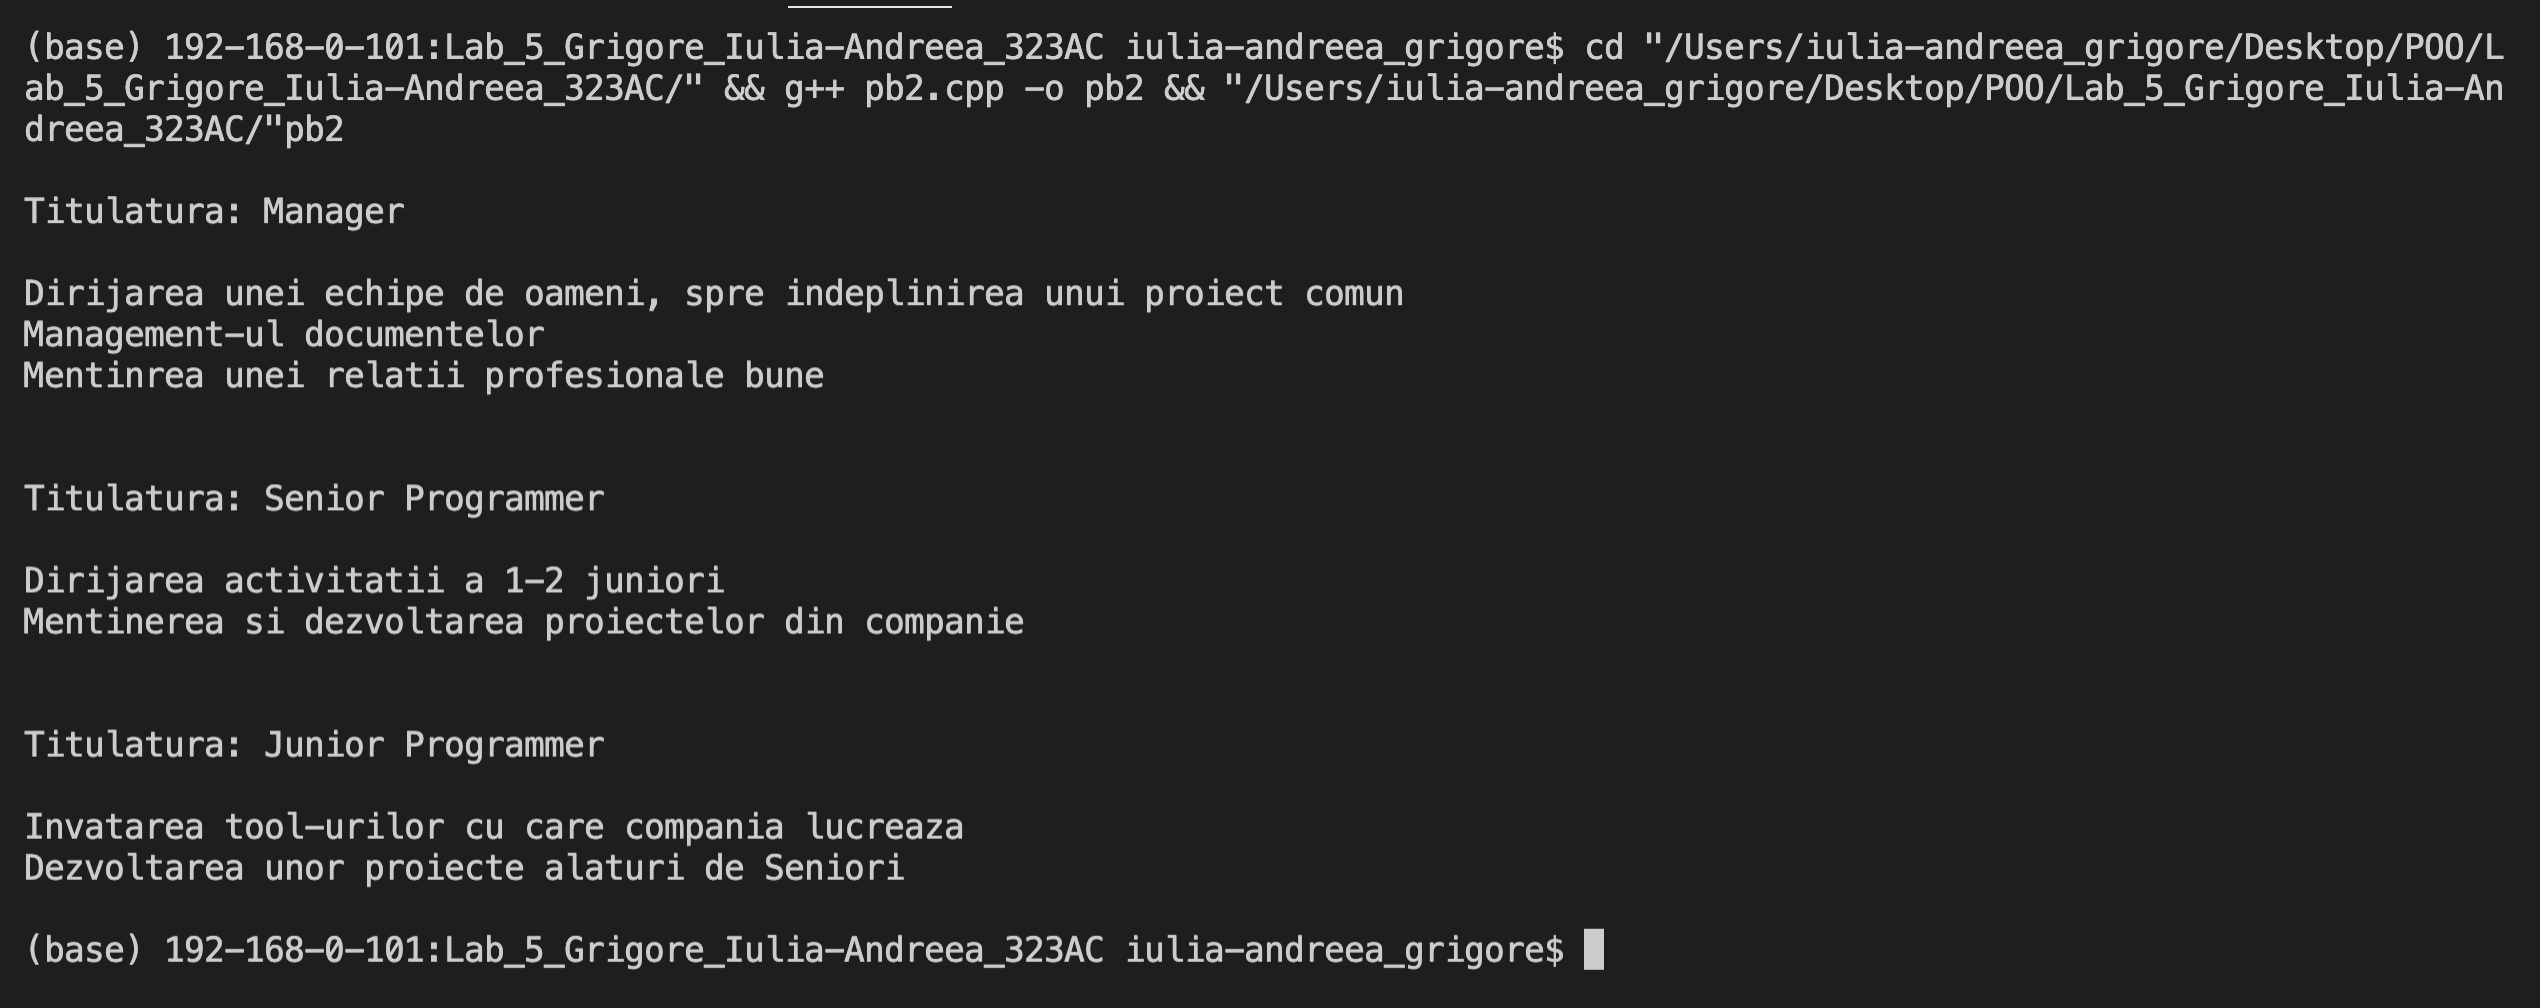 (base) 192-168-0-101:Lab_5_Grigore_Iulia-Andreea_323AC iulia-andreea_grigore$ cd "/Users/iulia-andreea_grigore/Desktop/POO/L
ab_5_Grigore_Iulia-Andreea_323AC/" && g++ pb2.cpp -o pb2 && "/Users/iulia-andreea_grigore/Desktop/POO/Lab_5_Grigore_Iulia-An
dreea_323AC/"pb2
Titulatura: Manager
Dirijarea unei echipe de oameni, spre indeplinirea unui proiect comun
Management-ul documentelor
Mentinrea unei relatii profesionale bune
Titulatura: Senior Programmer
Dirijarea activitatii a 1-2 juniori
Mentinerea si dezvoltarea proiectelor din companie
Titulatura: Junior Programmer
Invatarea tool-urilor cu care compania lucreaza
Dezvoltarea unor proiecte alaturi de Seniori
(base) 192-168-0-101:Lab_5_Grigore_Iulia-Andreea_323AC iulia-andreea_grigore$